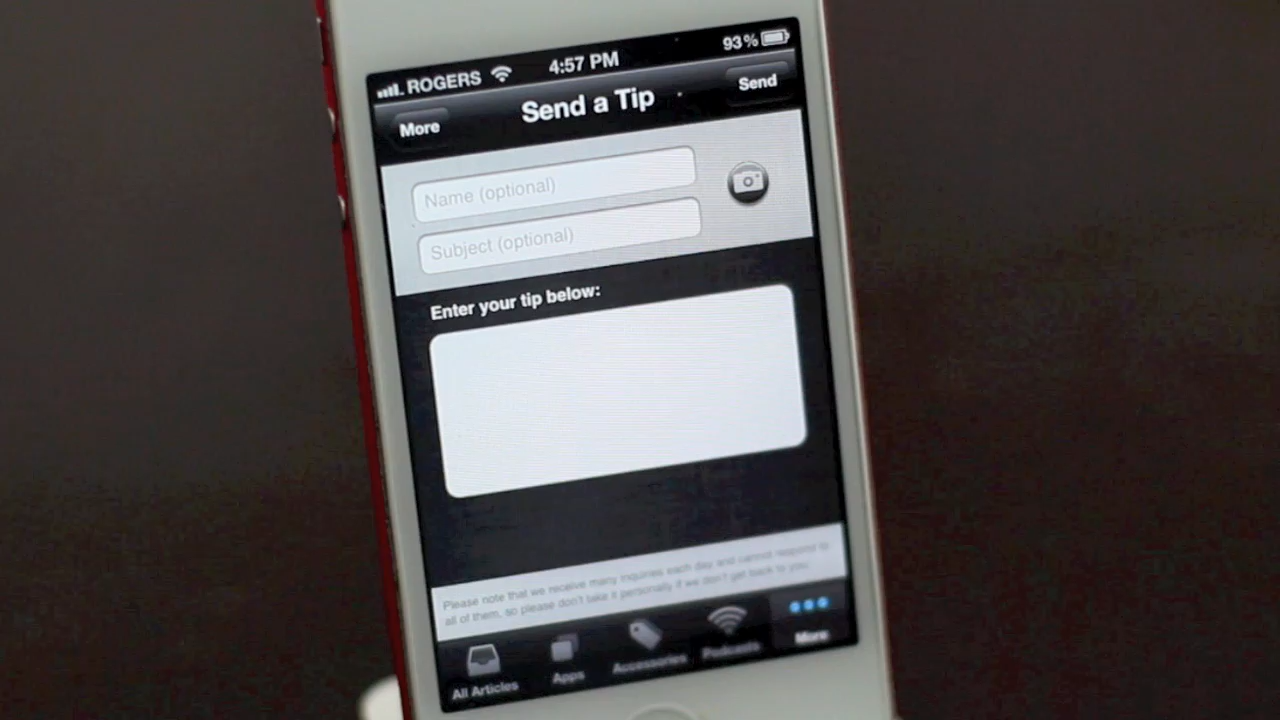 ROGERS 4:57 PM 93%
More Send a Tip Send
Name (optional)
Subject (optional)
Enter your tip below:
Please note that we receive many inquiries each day and cannot respond to
all of them, so please don't take it personally if we don't get back to you.
All Articles Apps Accessories Podcasts More